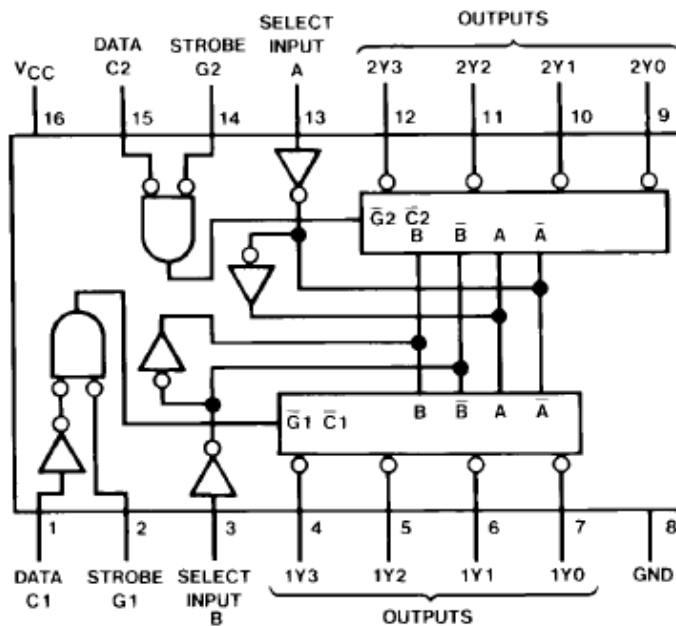 OUTPUTS
DATA STROBE SELECT INPUT
VCC C2 G2 A 2Y3 2Y2 2Y1 2Y0
16 15 14 13 12 11 10 9
G̅2 C̅2
B B̅ A A̅
G̅1 C̅1 B B̅ A A̅
1 2 3 4 5 6 7 8
DATA STROBE SELECT 1Y3 1Y2 1Y1 1Y0 GND
C1 G1 INPUT
B
OUTPUTS